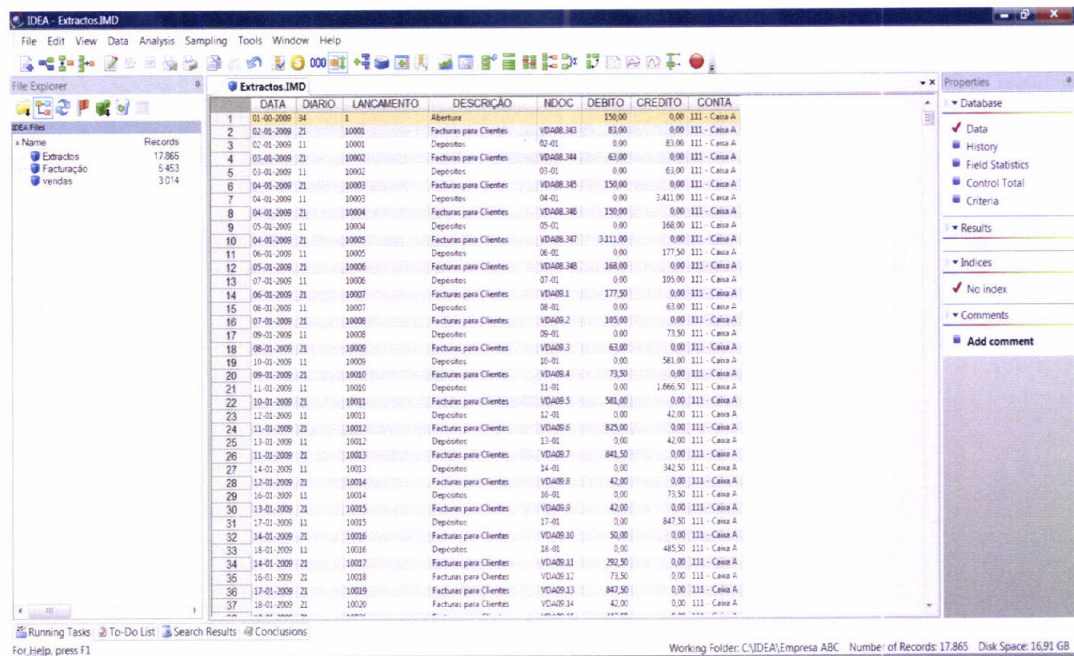 IDEA - Extractos.IMD
File Edit View Data Analysis Sampling Tools Window Help
File Explorer
Extractos.IMD
Properties
IDEA Files
Name Records
Extractos 17.865
Facturação 5 453
vendas 3 014
DATA DIARIO LANCAMENTO DESCRIÇÃO NDOC DEBITO CREDITO CONTA
1 01-00-2009 34 1 Abertura 150,00 0,00 111 - Caixa A
2 02-01-2009 21 10001 Facturas para Clientes VDA08.343 83,00 0,00 111 - Caixa A
3 02-01-2009 11 10001 Depositos 02-01 0,00 83,00 111 - Caixa A
4 03-01-2009 21 10002 Facturas para Clientes VDA08.344 63,00 0,00 111 - Caixa A
5 03-01-2009 11 10002 Depósitos 03-01 0,00 63,00 111 - Caixa A
6 04-01-2009 21 10003 Facturas para Clientes VDA08.345 150,00 0,00 111 - Caixa A
7 04-01-2009 11 10003 Depositos 04-01 0,00 3.411,00 111 - Caixa A
8 04-01-2009 21 10004 Facturas para Clientes VDA08.346 150,00 0,00 111 - Caixa A
9 05-01-2009 11 10004 Depositos 05-01 0,00 168,00 111 - Caixa A
10 04-01-2009 21 10005 Facturas para Clientes VDA08.347 3.111,00 0,00 111 - Caixa A
11 06-01-2009 11 10005 Depositos 06-01 0,00 177,50 111 - Caixa A
12 05-01-2009 21 10006 Facturas para Clientes VDA08.348 168,00 0,00 111 - Caixa A
13 07-01-2009 11 10006 Depositos 07-01 0,00 105,00 111 - Caixa A
14 06-01-2009 21 10007 Facturas para Clientes VDA09.1 177,50 0,00 111 - Caixa A
15 08-01-2009 11 10007 Depositos 08-01 0,00 63,00 111 - Caixa A
16 07-01-2009 21 10008 Facturas para Clientes VDA09.2 105,00 0,00 111 - Caixa A
17 09-01-2009 11 10008 Depositos 09-01 0,00 73,50 111 - Caixa A
18 08-01-2009 21 10009 Facturas para Clientes VDA09.3 63,00 0,00 111 - Caixa A
19 10-01-2009 11 10009 Depositos 10-01 0,00 581,00 111 - Caixa A
20 09-01-2009 21 10010 Facturas para Clientes VDA09.4 73,50 0,00 111 - Caixa A
21 11-01-2009 11 10010 Depositos 11-01 0,00 1.666,50 111 - Caixa A
22 10-01-2009 21 10011 Facturas para Clientes VDA09.5 581,00 0,00 111 - Caixa A
23 12-01-2009 11 10011 Depósitos 12-01 0,00 42,00 111 - Caixa A
24 11-01-2009 21 10012 Facturas para Clientes VDA09.6 825,00 0,00 111 - Caixa A
25 13-01-2009 11 10012 Depósitos 13-01 0,00 42,00 111 - Caixa A
26 11-01-2009 21 10013 Facturas para Clientes VDA09.7 841,50 0,00 111 - Caixa A
27 14-01-2009 11 10013 Depositos 14-01 0,00 342,50 111 - Caixa A
28 12-01-2009 21 10014 Facturas para Clientes VDA09.8 42,00 0,00 111 - Caixa A
29 16-01-2009 11 10014 Depositos 16-01 0,00 73,50 111 - Caixa A
30 13-01-2009 21 10015 Facturas para Clientes VDA09.9 42,00 0,00 111 - Caixa A
31 17-01-2009 11 10015 Depositos 17-01 0,00 847,50 111 - Caixa A
32 14-01-2009 21 10016 Facturas para Clientes VDA09.10 50,00 0,00 111 - Caixa A
33 18-01-2009 11 10016 Depositos 18-01 0,00 485,50 111 - Caixa A
34 14-01-2009 21 10017 Facturas para Clientes VDA09.11 292,50 0,00 111 - Caixa A
35 16-01-2009 21 10018 Facturas para Clientes VDA09.12 73,50 0,00 111 - Caixa A
36 17-01-2009 21 10019 Facturas para Clientes VDA09.13 847,50 0,00 111 - Caixa A
37 18-01-2009 21 10020 Facturas para Clientes VDA09.14 42,00 0,00 111 - Caixa A
Database
Data
History
Field Statistics
Control Total
Criteria
Results
Indices
No index
Comments
Add comment
Running Tasks To-Do List Search Results Conclusions
For Help, press F1
Working Folder: C:\IDEA\Empresa ABC Number of Records: 17.865 Disk Space: 16,91 GB